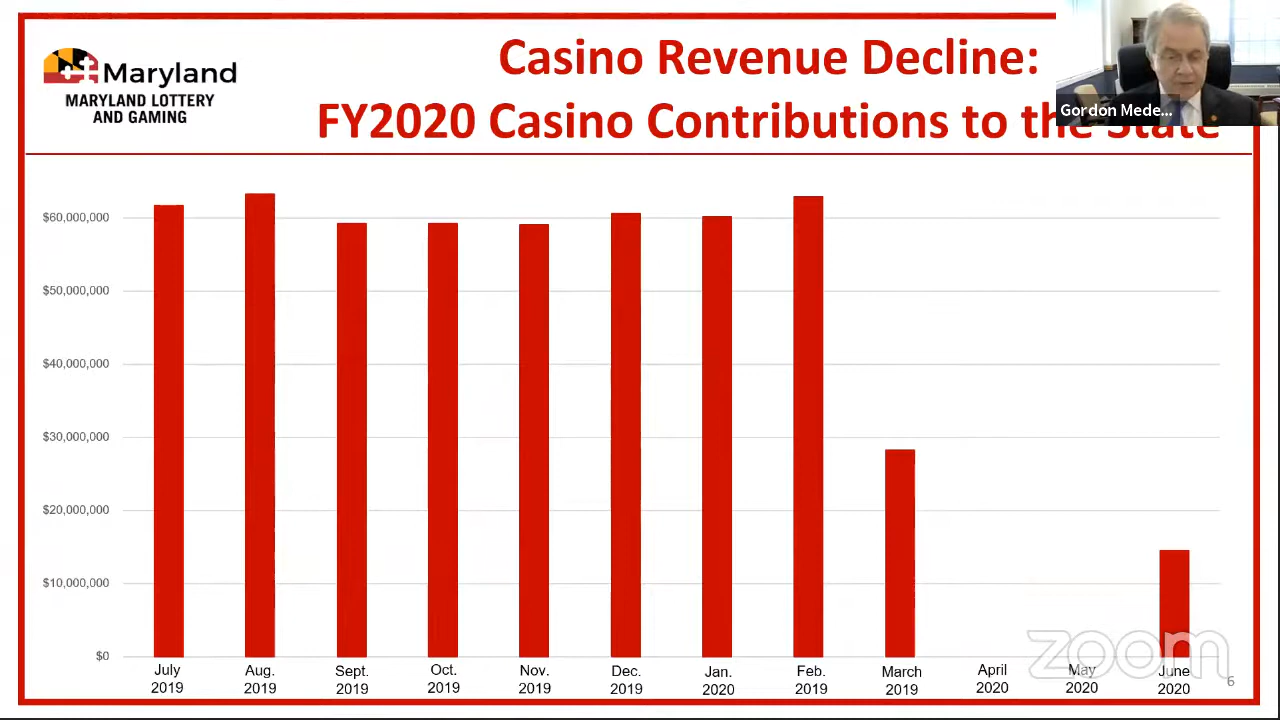 Maryland
MARYLAND LOTTERY
AND GAMING
Casino Revenue Decline:
FY2020 Casino Contributions to the State
Gordon Mede...
$60,000,000
$50,000,000
$40,000,000
$30,000,000
$20,000,000
$10,000,000
$0
July 2019
Aug. 2019
Sept. 2019
Oct. 2019
Nov. 2019
Dec. 2019
Jan. 2020
Feb. 2019
March 2019
April 2020
May 2020
June 2020
zoom
6